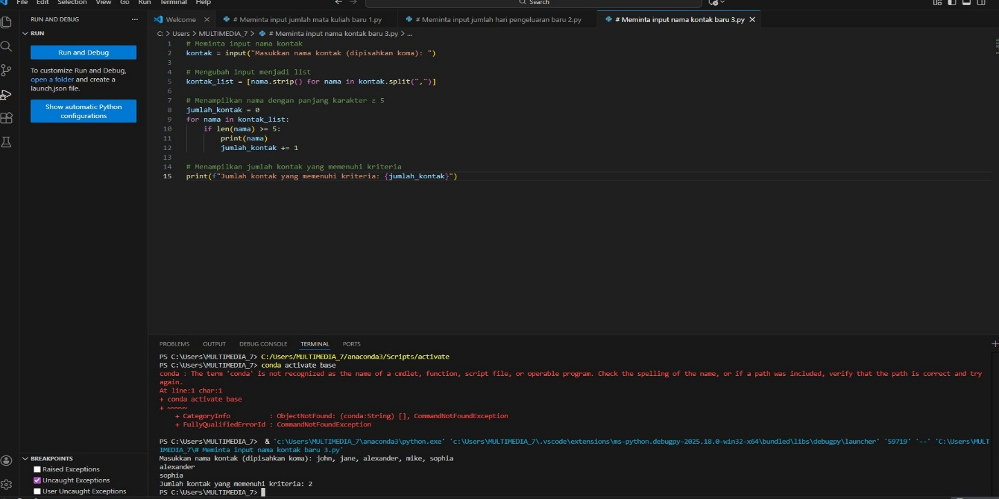 File Edit Selection View Go Run Terminal Help
Search
RUN AND DEBUG ...
RUN
Run and Debug
To customize Run and Debug,
open a folder and create a
launch.json file.
Show automatic Python
configurations
Welcome
# Meminta input jumlah mata kuliah baru 1.py
# Meminta input jumlah hari pengeluaran baru 2.py
# Meminta input nama kontak baru 3.py
C: > Users > MULTIMEDIA_7 > # Meminta input nama kontak baru 3.py > ...
1 # Meminta input nama kontak
2 kontak = input("Masukkan nama kontak (dipisahkan koma): ")
3
4 # Mengubah input menjadi list
5 kontak_list = [nama.strip() for nama in kontak.split(",")]
6
7 # Menampilkan nama dengan panjang karakter ≥ 5
8 jumlah_kontak = 0
9 for nama in kontak_list:
10 if len(nama) >= 5:
11 print(nama)
12 jumlah_kontak += 1
13
14 # Menampilkan jumlah kontak yang memenuhi kriteria
15 print(f"Jumlah kontak yang memenuhi kriteria: {jumlah_kontak}")
PROBLEMS OUTPUT DEBUG CONSOLE TERMINAL PORTS
PS C:\Users\MULTIMEDIA_7> C:/Users/MULTIMEDIA_7/anaconda3/Scripts/activate
PS C:\Users\MULTIMEDIA_7> conda activate base
conda : The term 'conda' is not recognized as the name of a cmdlet, function, script file, or operable program. Check the spelling of the name, or if a path was included, verify that the path is correct and try
again.
At line:1 char:1
+ conda activate base
+ ~~~~~
+ CategoryInfo : ObjectNotFound: (conda:String) [], CommandNotFoundException
+ FullyQualifiedErrorId : CommandNotFoundException
PS C:\Users\MULTIMEDIA_7> & 'c:\Users\MULTIMEDIA_7\anaconda3\python.exe' 'c:\Users\MULTIMEDIA_7\.vscode\extensions\ms-python.debugpy-2025.18.0-win32-x64\bundled\libs\debugpy\launcher' '59719' '--' 'C:\Users\MULT
IMEDIA_7\# Meminta input nama kontak baru 3.py'
Masukkan nama kontak (dipisahkan koma): john, jane, alexander, mike, sophia
alexander
sophia
Jumlah kontak yang memenuhi kriteria: 2
PS C:\Users\MULTIMEDIA_7>
BREAKPOINTS
Raised Exceptions
Uncaught Exceptions
User Uncaught Exceptions